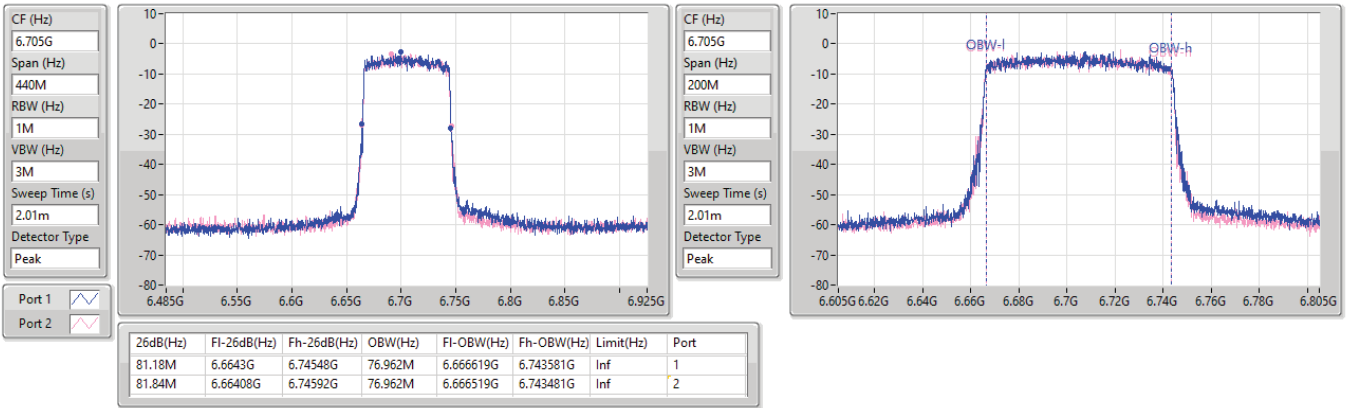 CF (Hz)
6.705G
Span (Hz)
440M
RBW (Hz)
1M
VBW (Hz)
3M
Sweep Time (s)
2.01m
Detector Type
Peak
Port 1
Port 2
10
0
-10
-20
-30
-40
-50
-60
-70
-80
6.485G 6.55G 6.6G 6.65G 6.7G 6.75G 6.8G 6.85G 6.925G
CF (Hz)
6.705G
Span (Hz)
200M
RBW (Hz)
1M
VBW (Hz)
3M
Sweep Time (s)
2.01m
Detector Type
Peak
10
0
-10
-20
-30
-40
-50
-60
-70
-80
OBW-l OBW-h
6.605G 6.62G 6.64G 6.66G 6.68G 6.7G 6.72G 6.74G 6.76G 6.78G 6.805G
26dB(Hz) Fl-26dB(Hz) Fh-26dB(Hz) OBW(Hz) Fl-OBW(Hz) Fh-OBW(Hz) Limit(Hz) Port
81.18M 6.6643G 6.74548G 76.962M 6.666619G 6.743581G Inf 1
81.84M 6.66408G 6.74592G 76.962M 6.666519G 6.743481G Inf 2